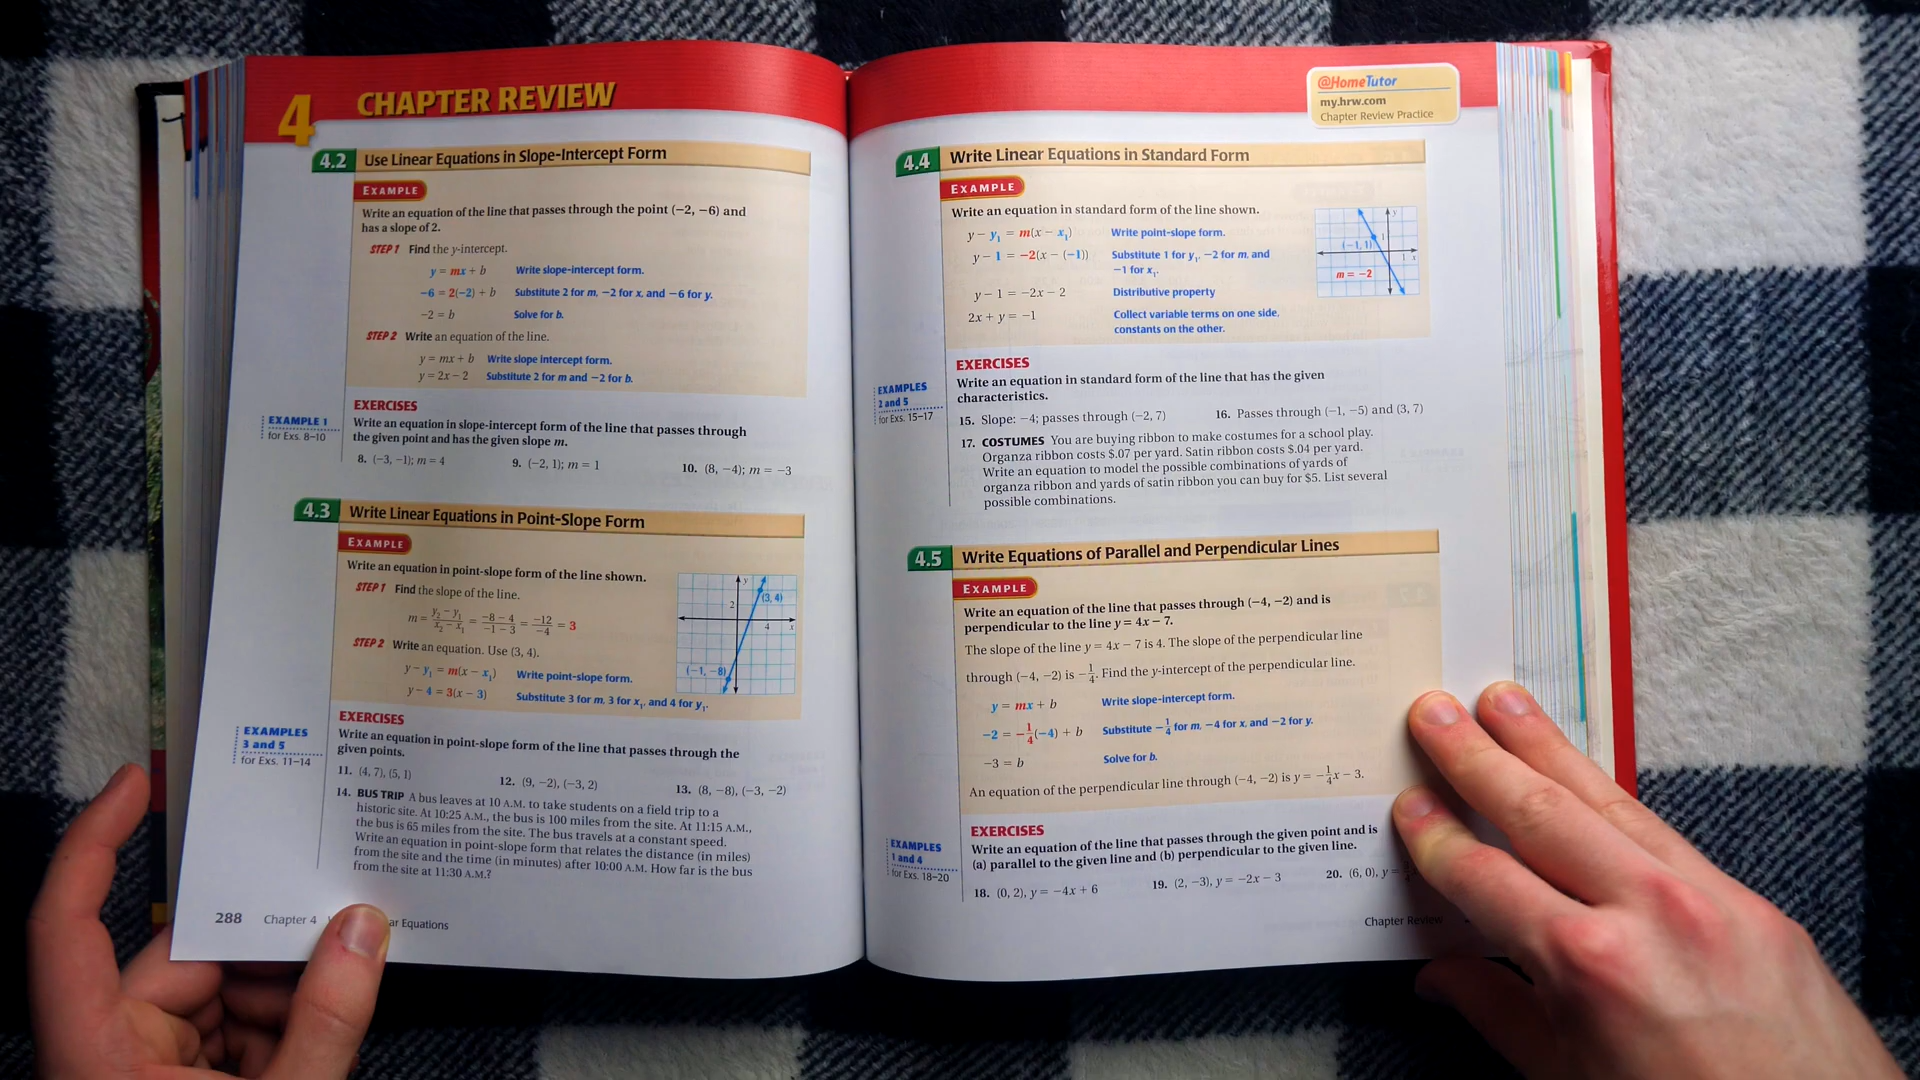 4 CHAPTER REVIEW
4.2 Use Linear Equations in Slope-Intercept Form
EXAMPLE
Write an equation of the line that passes through the point (−2, −6) and
has a slope of 2.
STEP 1 Find the y-intercept.
y = mx + b Write slope-intercept form.
−6 = 2(−2) + b Substitute 2 for m, −2 for x, and −6 for y.
−2 = b Solve for b.
STEP 2 Write an equation of the line.
y = mx + b Write slope intercept form.
y = 2x − 2 Substitute 2 for m and −2 for b.
EXERCISES
EXAMPLE 1
for Exs. 8–10
Write an equation in slope-intercept form of the line that passes through
the given point and has the given slope m.
8. (−3, −1); m = 4 9. (−2, 1); m = 1 10. (8, −4); m = −3
4.3 Write Linear Equations in Point-Slope Form
EXAMPLE
Write an equation in point-slope form of the line shown.
STEP 1 Find the slope of the line.
m = y₂ − y₁ / x₂ − x₁ = −8 − 4 / −1 − 3 = −12 / −4 = 3
STEP 2 Write an equation. Use (3, 4).
y − y₁ = m(x − x₁) Write point-slope form.
y − 4 = 3(x − 3) Substitute 3 for m, 3 for x₁, and 4 for y₁.
y
(3, 4)
2
4 x
(−1, −8)
EXERCISES
EXAMPLES
3 and 5
for Exs. 11–14
Write an equation in point-slope form of the line that passes through the
given points.
11. (4, 7), (5, 1) 12. (9, −2), (−3, 2) 13. (8, −8), (−3, −2)
14. BUS TRIP A bus leaves at 10 A.M. to take students on a field trip to a
historic site. At 10:25 A.M., the bus is 100 miles from the site. At 11:15 A.M.,
the bus is 65 miles from the site. The bus travels at a constant speed.
Write an equation in point-slope form that relates the distance (in miles)
from the site and the time (in minutes) after 10:00 A.M. How far is the bus
from the site at 11:30 A.M.?
288 Chapter 4 ar Equations
@HomeTutor
my.hrw.com
Chapter Review Practice
4.4 Write Linear Equations in Standard Form
EXAMPLE
Write an equation in standard form of the line shown.
y − y₁ = m(x − x₁) Write point-slope form.
y − 1 = −2(x − (−1)) Substitute 1 for y₁, −2 for m, and
−1 for x₁.
y − 1 = −2x − 2 Distributive property
2x + y = −1 Collect variable terms on one side,
constants on the other.
y
(−1, 1) 1
1 x
m = −2
EXERCISES
EXAMPLES
2 and 5
for Exs. 15–17
Write an equation in standard form of the line that has the given
characteristics.
15. Slope: −4; passes through (−2, 7) 16. Passes through (−1, −5) and (3, 7)
17. COSTUMES You are buying ribbon to make costumes for a school play.
Organza ribbon costs $.07 per yard. Satin ribbon costs $.04 per yard.
Write an equation to model the possible combinations of yards of
organza ribbon and yards of satin ribbon you can buy for $5. List several
possible combinations.
4.5 Write Equations of Parallel and Perpendicular Lines
EXAMPLE
Write an equation of the line that passes through (−4, −2) and is
perpendicular to the line y = 4x − 7.
The slope of the line y = 4x − 7 is 4. The slope of the perpendicular line
through (−4, −2) is −1/4. Find the y-intercept of the perpendicular line.
y = mx + b Write slope-intercept form.
−2 = −1/4(−4) + b Substitute −1/4 for m, −4 for x, and −2 for y.
−3 = b Solve for b.
An equation of the perpendicular line through (−4, −2) is y = −1/4x − 3.
EXERCISES
EXAMPLES
1 and 4
for Exs. 18–20
Write an equation of the line that passes through the given point and is
(a) parallel to the given line and (b) perpendicular to the given line.
18. (0, 2), y = −4x + 6 19. (2, −3), y = −2x − 3 20. (6, 0), y =
Chapter Review